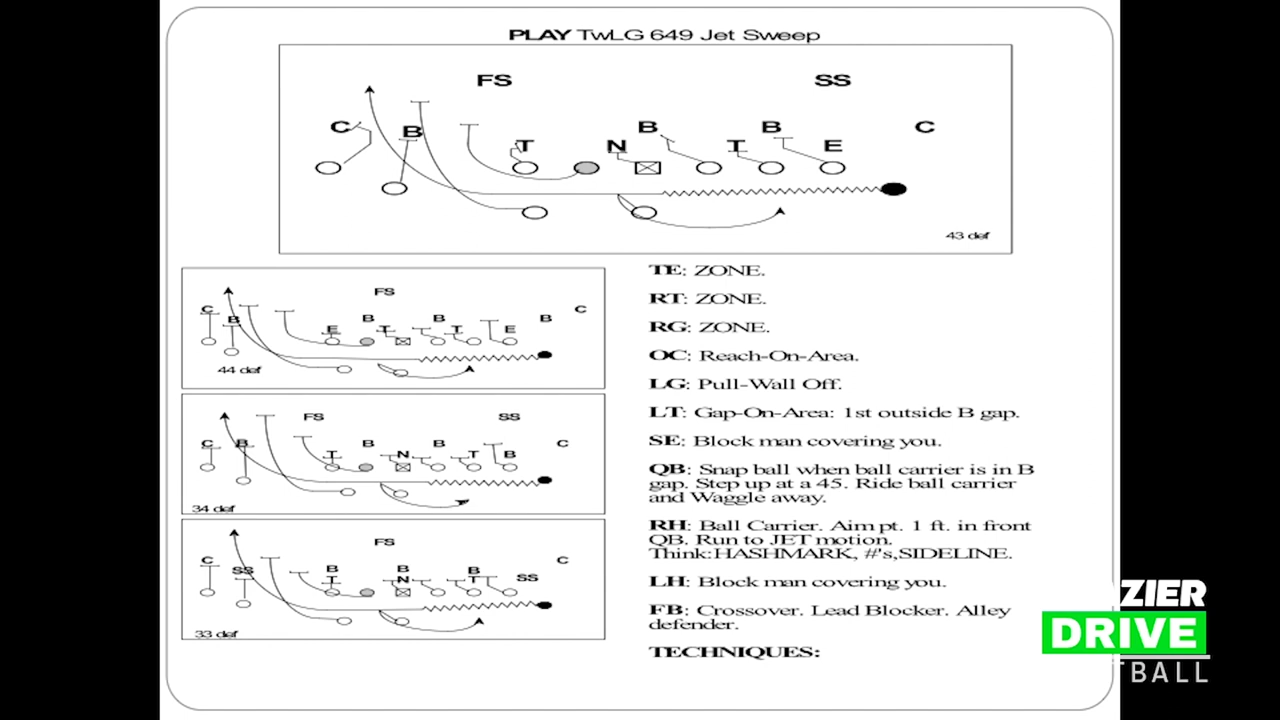 PLAY TwLG 649 Jet Sweep
FS SS
C B B B C
T N T E
43 def
FS
C B B B B C
E T T E
44 def
FS SS
C B B B C
T N T B
34 def
FS
C SS B B B C
T N T SS
33 def
TE: ZONE.
RT: ZONE.
RG: ZONE.
OC: Reach-On-Area.
LG: Pull-Wall Off.
LT: Gap-On-Area: 1st outside B gap.
SE: Block man covering you.
QB: Snap ball when ball carrier is in B
gap. Step up at a 45. Ride ball carrier
and Waggle away.
RH: Ball Carrier. Aim pt. 1 ft. in front
QB. Run to JET motion.
Think:HASHMARK, #'s,SIDELINE.
LH: Block man covering you.
FB: Crossover. Lead Blocker. Alley
defender.
TECHNIQUES:
ZIER
DRIVE
TBALL